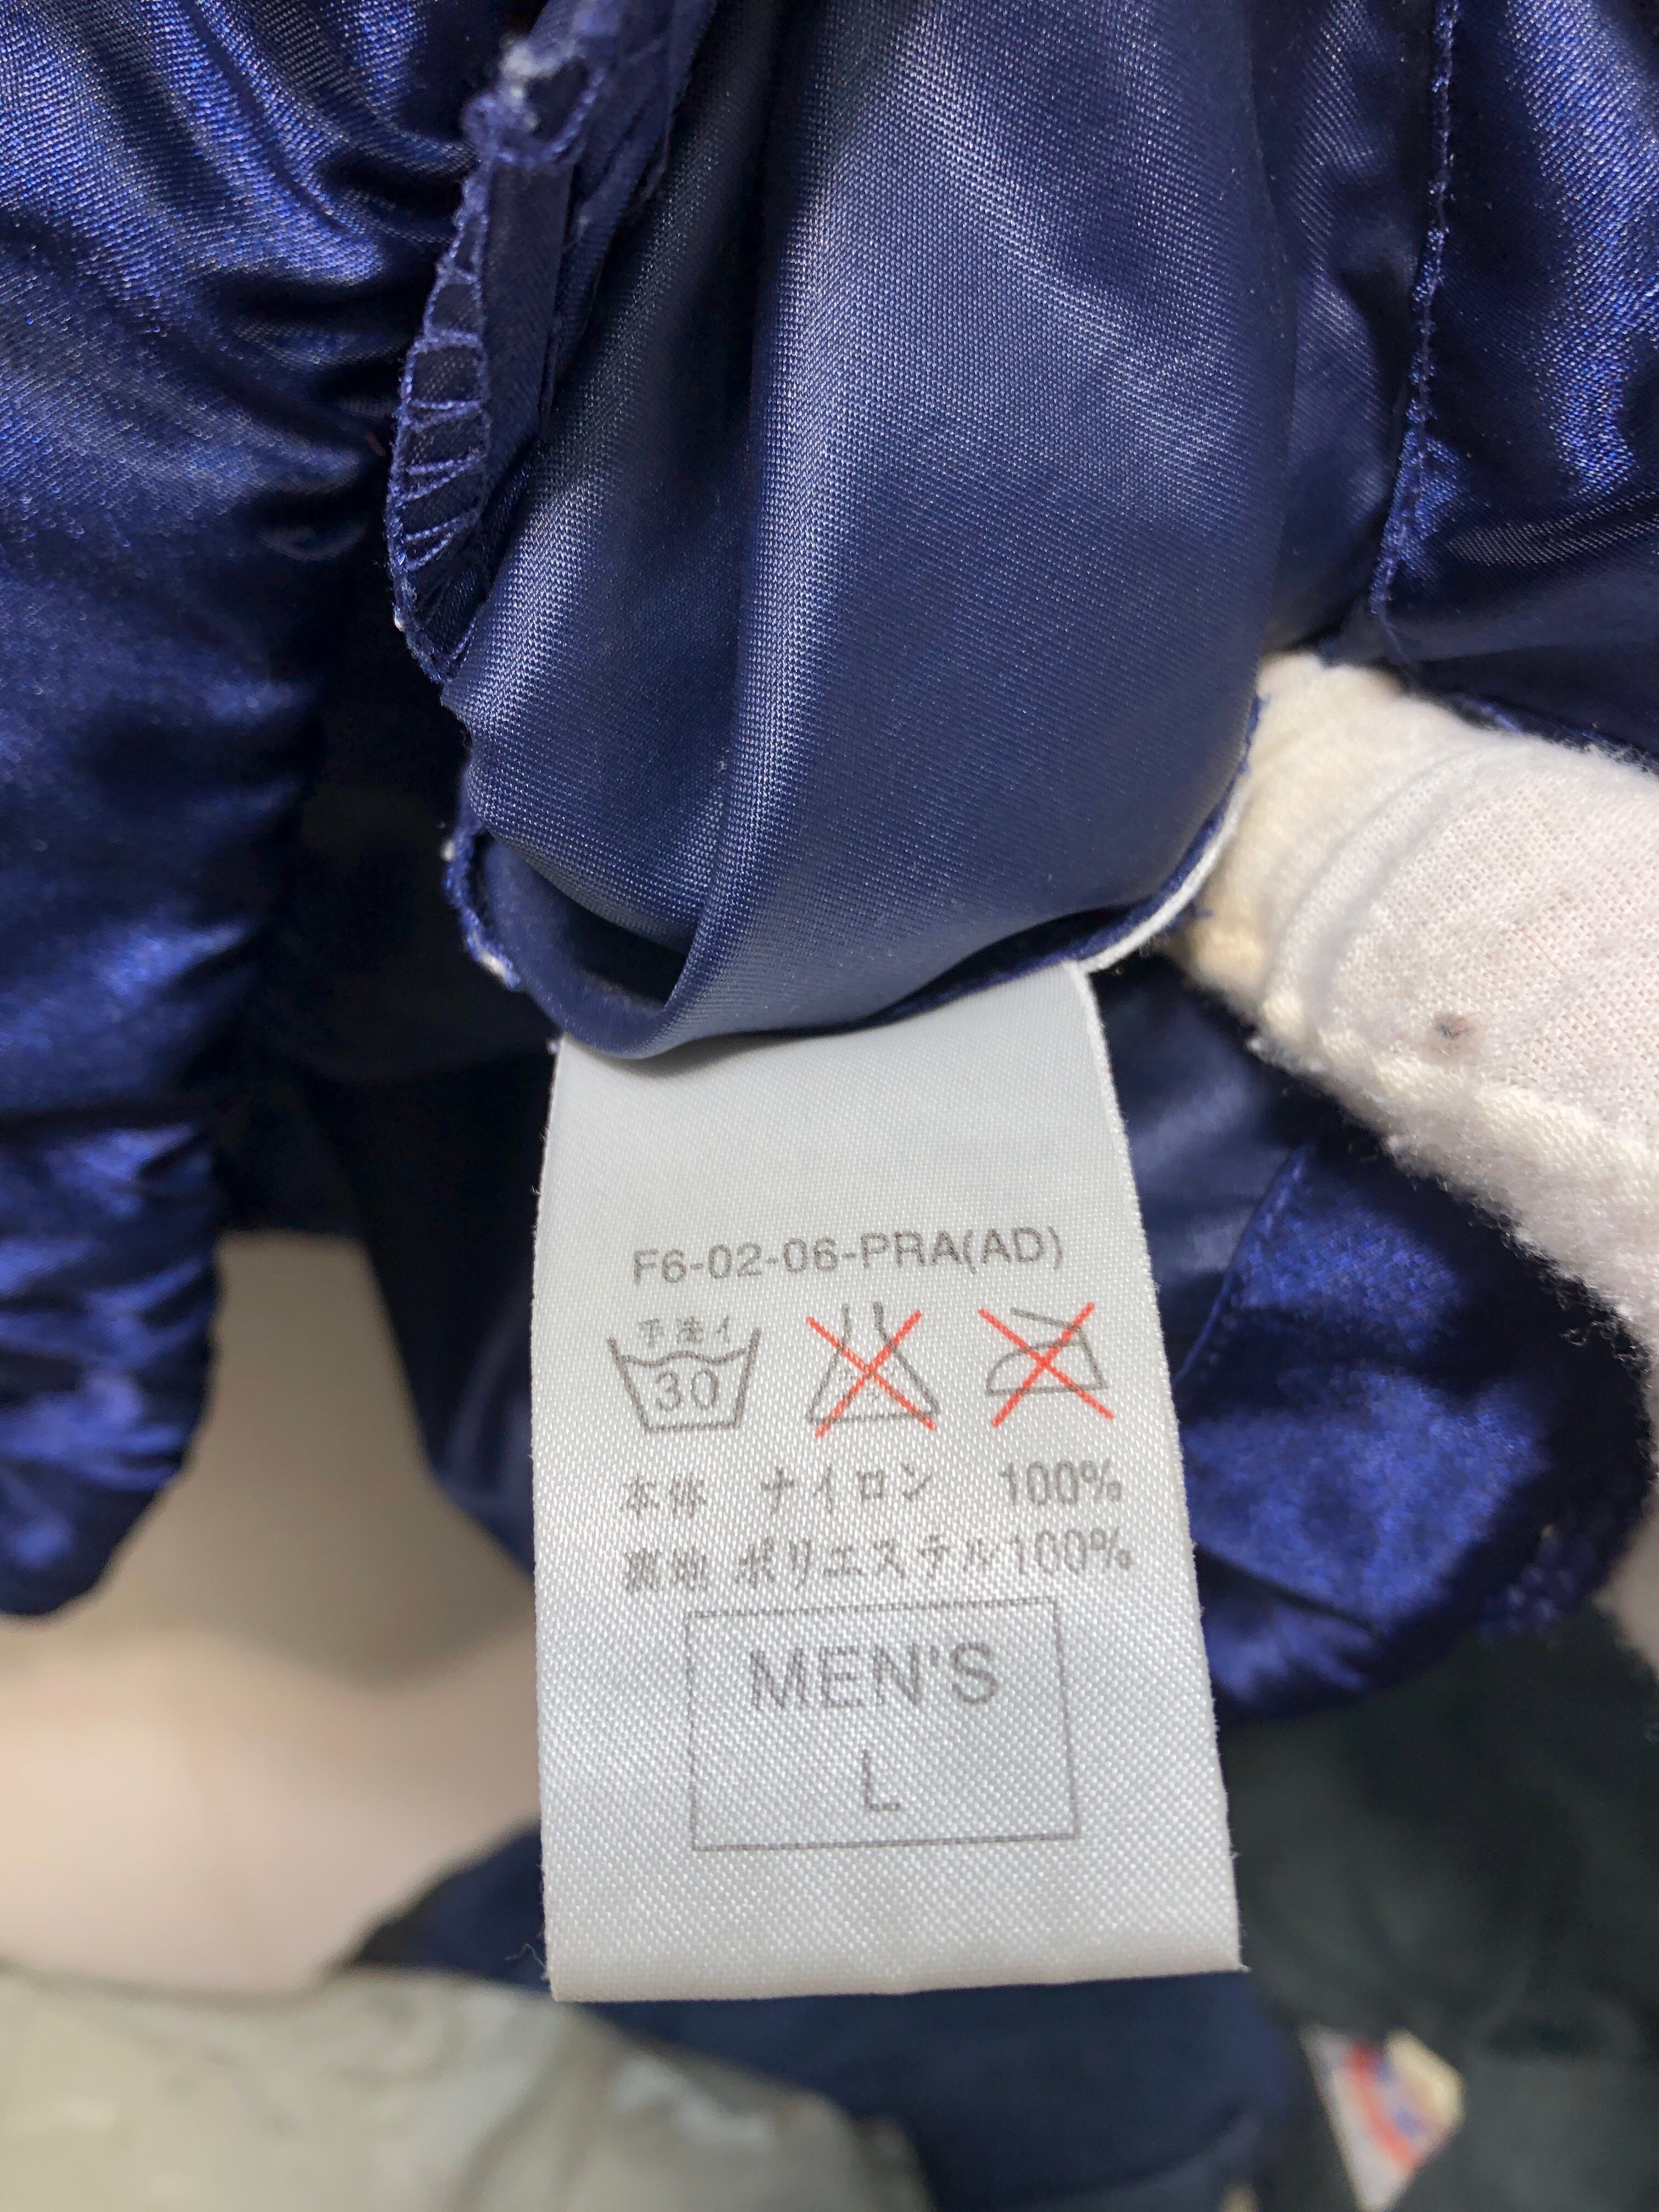 F6-02-06-PRA(AD)
手洗イ
30
本体 ナイロン 100%
裏地 ポリエステル100%
MEN'S
L